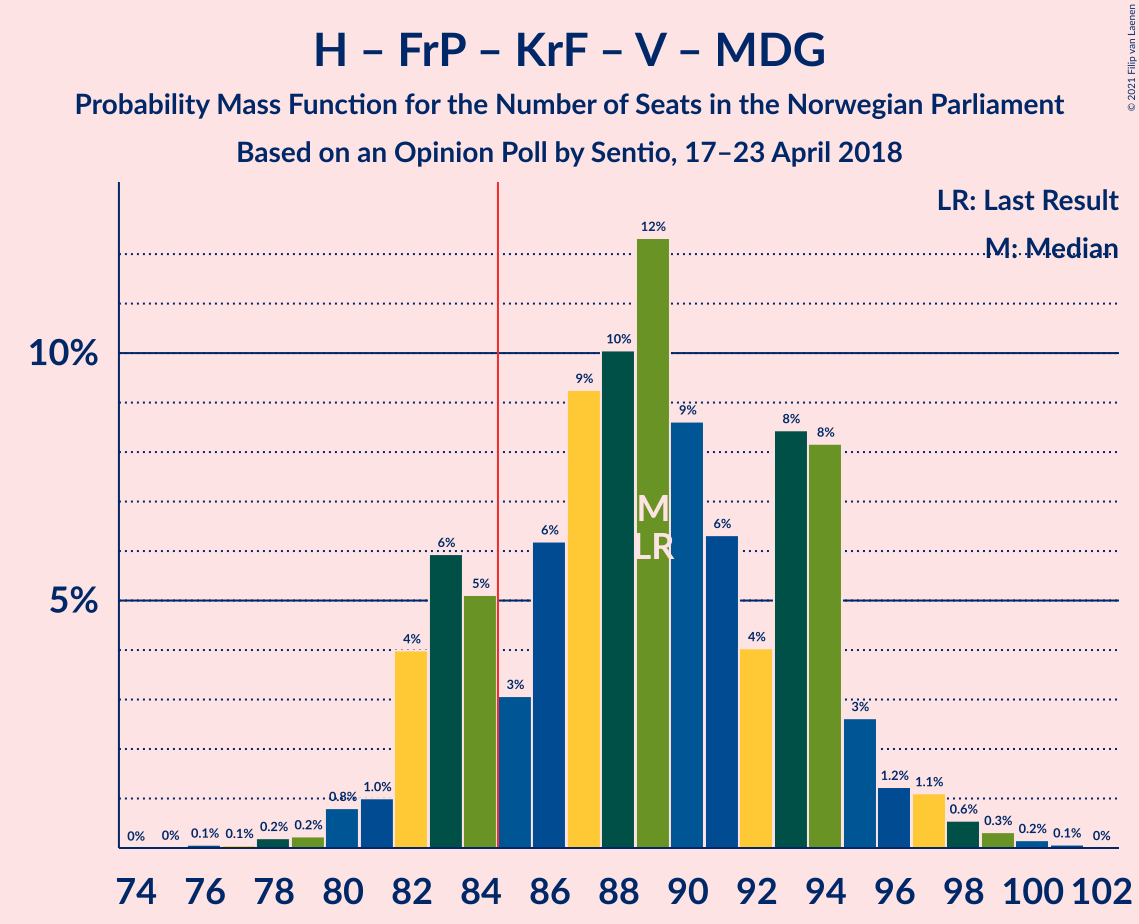 H – FrP – KrF – V – MDG
Probability Mass Function for the Number of Seats in the Norwegian Parliament
Based on an Opinion Poll by Sentio, 17–23 April 2018
© 2021 Filip van Laenen
LR: Last Result
M: Median
10%
5%
0% 0% 0.1% 0.1% 0.2% 0.2% 0.8% 1.0% 4% 6% 5% 3% 6% 9% 10% 12% 9% 6% 4% 8% 8% 3% 1.2% 1.1% 0.6% 0.3% 0.2% 0.1% 0%
M
LR
74 76 78 80 82 84 86 88 90 92 94 96 98 100 102